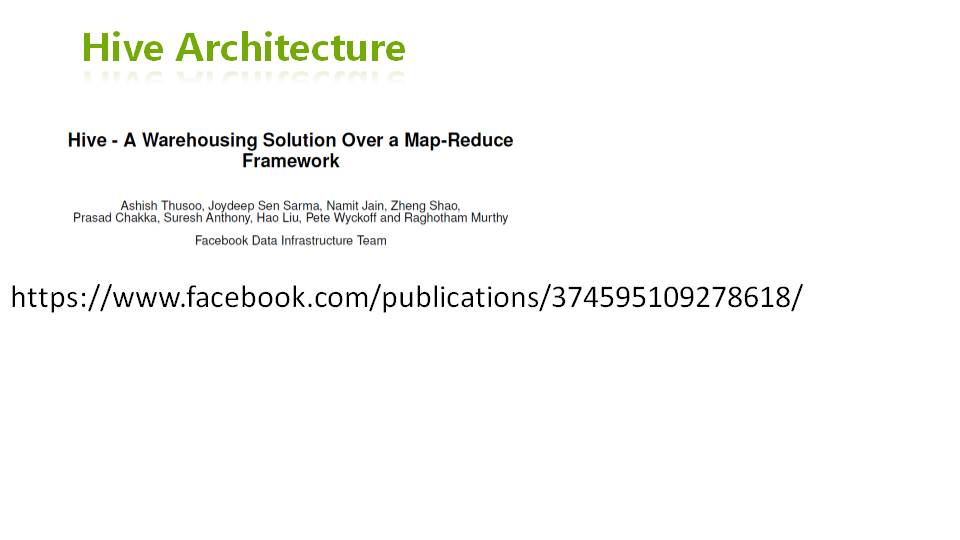 Hive Architecture
Hive - A Warehousing Solution Over a Map-Reduce
Framework
Ashish Thusoo, Joydeep Sen Sarma, Namit Jain, Zheng Shao,
Prasad Chakka, Suresh Anthony, Hao Liu, Pete Wyckoff and Raghotham Murthy
Facebook Data Infrastructure Team
https://www.facebook.com/publications/374595109278618/